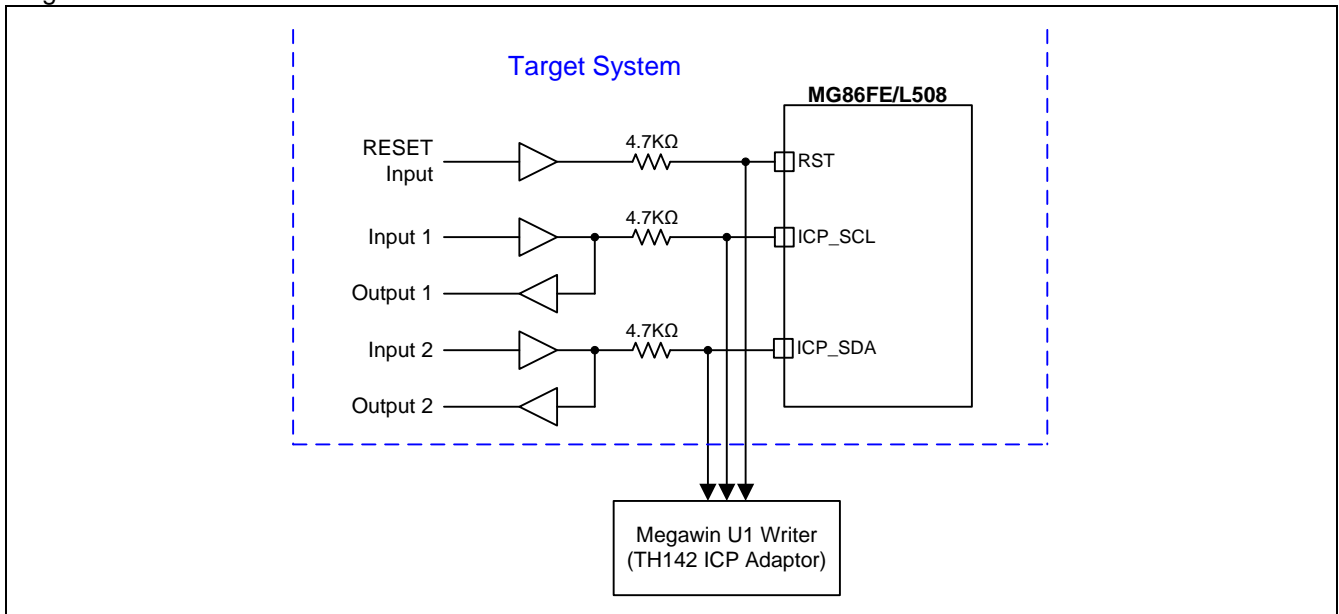 Target System
MG86FE/L508
RESET
Input
4.7KΩ
RST
Input 1
4.7KΩ
ICP_SCL
Output 1
Input 2
4.7KΩ
ICP_SDA
Output 2
Megawin U1 Writer
(TH142 ICP Adaptor)